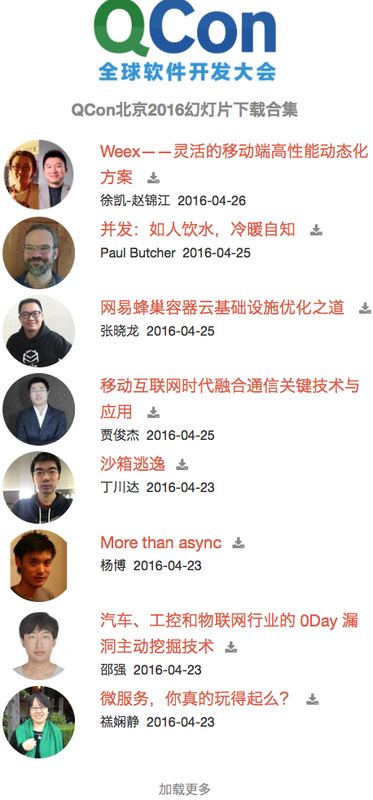 QCon
全球软件开发大会
QCon北京2016幻灯片下载合集
Weex——灵活的移动端高性能动态化
方案
徐凯-赵锦江 2016-04-26
并发：如人饮水，冷暖自知
Paul Butcher 2016-04-25
网易蜂巢容器云基础设施优化之道
张晓龙 2016-04-25
移动互联网时代融合通信关键技术与
应用
贾俊杰 2016-04-25
沙箱逃逸
丁川达 2016-04-23
More than async
杨博 2016-04-23
汽车、工控和物联网行业的 0Day 漏
洞主动挖掘技术
邵强 2016-04-23
微服务，你真的玩得起么？
禚娴静 2016-04-23
加载更多